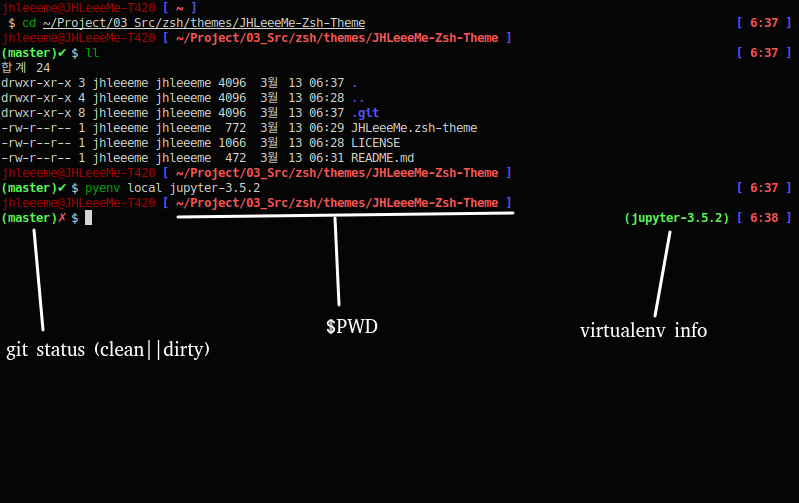 jhleeeme@JHLeeeMe-T420 [ ~ ]
$ cd ~/Project/03_Src/zsh/themes/JHLeeeMe-Zsh-Theme [ 6:37 ]
jhleeeme@JHLeeeMe-T420 [ ~/Project/03_Src/zsh/themes/JHLeeeMe-Zsh-Theme ]
(master)✔ $ ll [ 6:37 ]
합계 24
drwxr-xr-x 3 jhleeeme jhleeeme 4096 3월 13 06:37 .
drwxr-xr-x 4 jhleeeme jhleeeme 4096 3월 13 06:28 ..
drwxr-xr-x 8 jhleeeme jhleeeme 4096 3월 13 06:37 .git
-rw-r--r-- 1 jhleeeme jhleeeme 772 3월 13 06:29 JHLeeeMe.zsh-theme
-rw-r--r-- 1 jhleeeme jhleeeme 1066 3월 13 06:28 LICENSE
-rw-r--r-- 1 jhleeeme jhleeeme 472 3월 13 06:31 README.md
jhleeeme@JHLeeeMe-T420 [ ~/Project/03_Src/zsh/themes/JHLeeeMe-Zsh-Theme ]
(master)✔ $ pyenv local jupyter-3.5.2 [ 6:37 ]
jhleeeme@JHLeeeMe-T420 [ ~/Project/03_Src/zsh/themes/JHLeeeMe-Zsh-Theme ]
(master)✗ $ (jupyter-3.5.2) [ 6:38 ]
$PWD
virtualenv info
git status (clean||dirty)